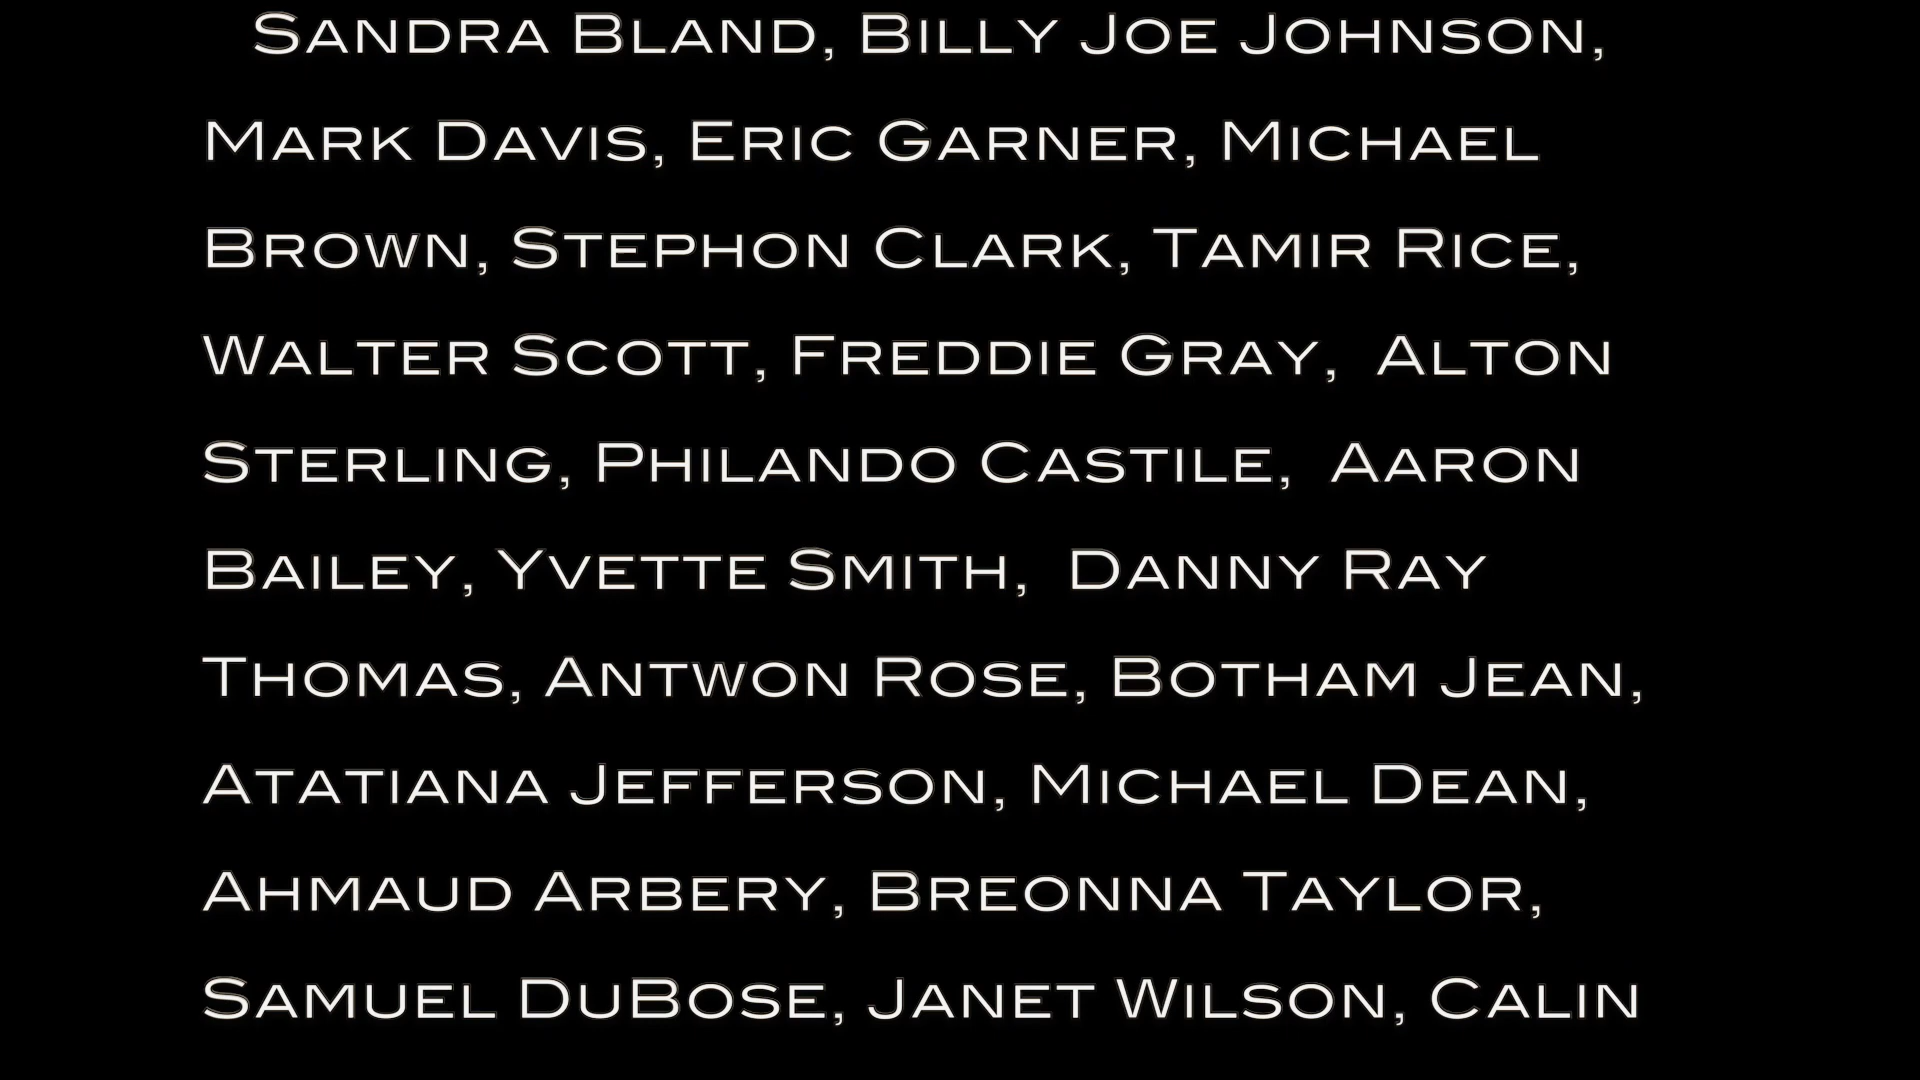 Sandra Bland, Billy Joe Johnson,
Mark Davis, Eric Garner, Michael
Brown, Stephon Clark, Tamir Rice,
Walter Scott, Freddie Gray, Alton
Sterling, Philando Castile, Aaron
Bailey, Yvette Smith, Danny Ray
Thomas, Antwon Rose, Botham Jean,
Atatiana Jefferson, Michael Dean,
Ahmaud Arbery, Breonna Taylor,
Samuel DuBose, Janet Wilson, Calin